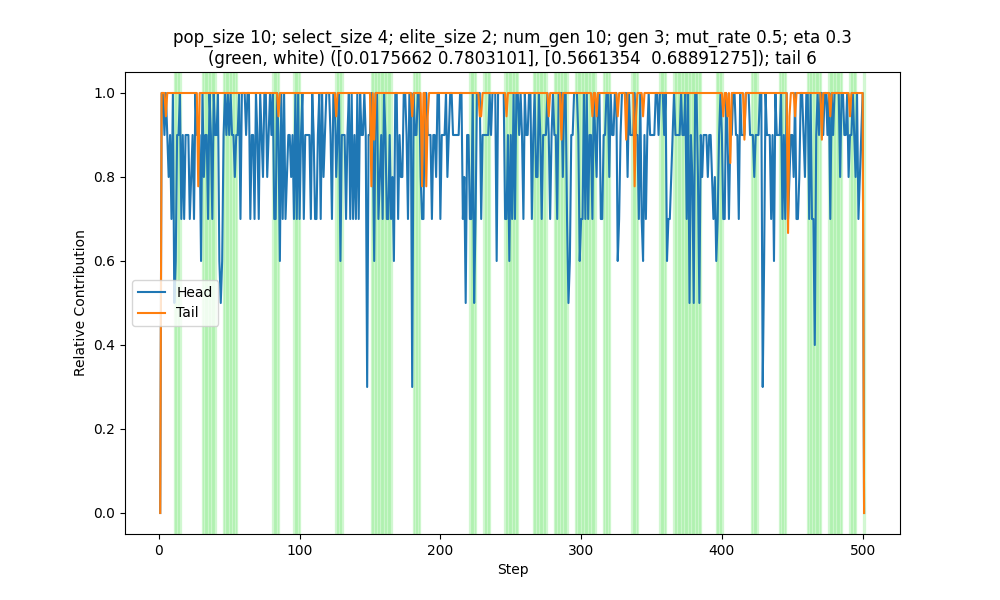 pop_size 10; select_size 4; elite_size 2; num_gen 10; gen 3; mut_rate 0.5; eta 0.3
(green, white) ([0.0175662 0.7803101], [0.5661354  0.68891275]); tail 6
1.0
0.8
0.6
0.4
0.2
0.0
Relative Contribution
Head
Tail
0
100
200
300
400
500
Step